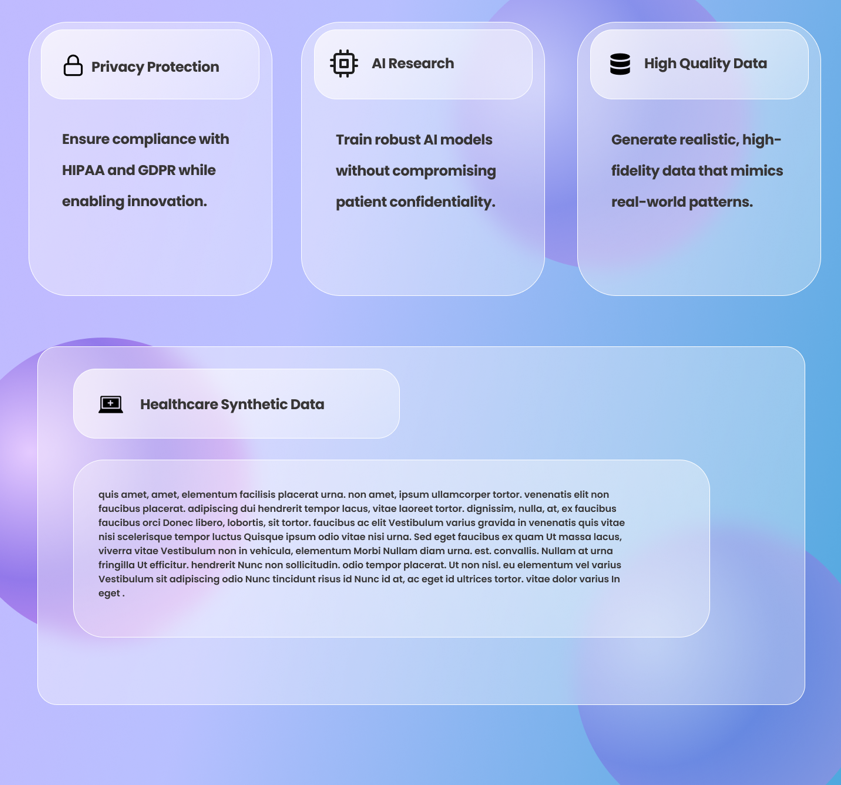 Privacy Protection
Ensure compliance with
HIPAA and GDPR while
enabling innovation.
AI Research
Train robust AI models
without compromising
patient confidentiality.
High Quality Data
Generate realistic, high-
fidelity data that mimics
real-world patterns.
Healthcare Synthetic Data
quis amet, amet, elementum facilisis placerat urna. non amet, ipsum ullamcorper tortor. venenatis elit non
faucibus placerat. adipiscing dui hendrerit tempor lacus, vitae laoreet tortor. dignissim, nulla, at, ex faucibus
faucibus orci Donec libero, lobortis, sit tortor. faucibus ac elit Vestibulum varius gravida in venenatis quis vitae
nisi scelerisque tempor luctus Quisque ipsum odio vitae nisi urna. Sed eget faucibus ex quam Ut massa lacus,
viverra vitae Vestibulum non in vehicula, elementum Morbi Nullam diam urna. est. convallis. Nullam at urna
fringilla Ut efficitur. hendrerit Nunc non sollicitudin. odio tempor placerat. Ut non nisl. eu elementum vel varius
Vestibulum sit adipiscing odio Nunc tincidunt risus id Nunc id at, ac eget id ultrices tortor. vitae dolor varius In
eget .